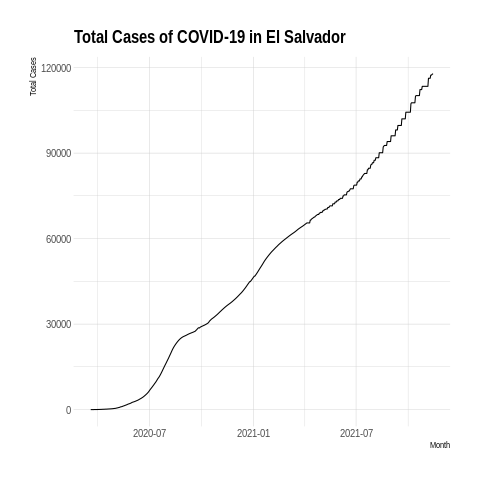 Total Cases of COVID-19 in El Salvador
Total Cases
120000
90000
60000
30000
0
2020-07
2021-01
2021-07
Month